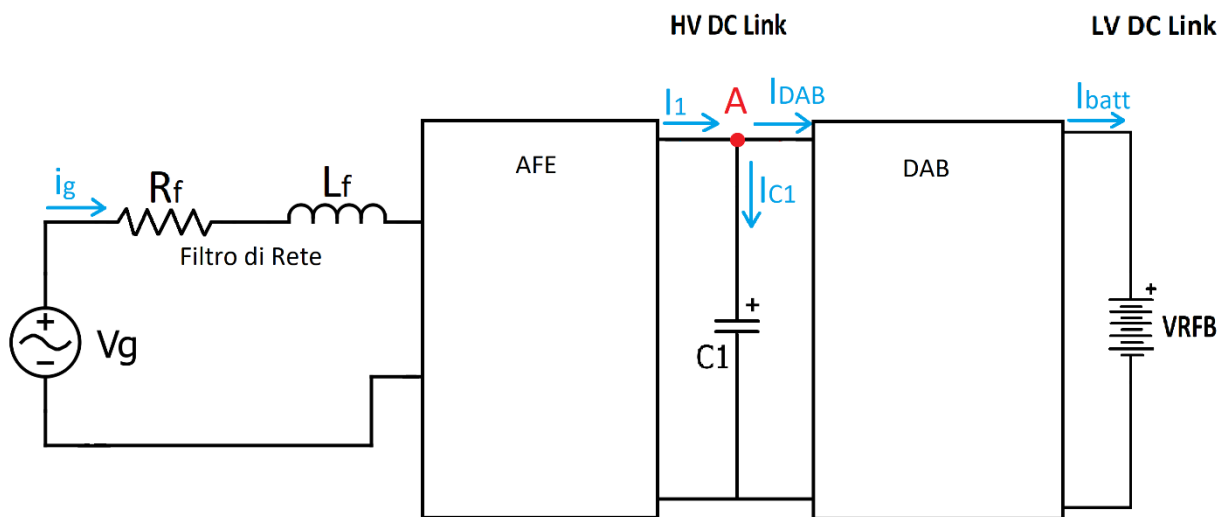 HV DC Link
LV DC Link
I1
A
IDAB
Ibatt
AFE
DAB
ig
Rf
Lf
IC1
Filtro di Rete
+
+
+
Vg
−
C1
VRFB